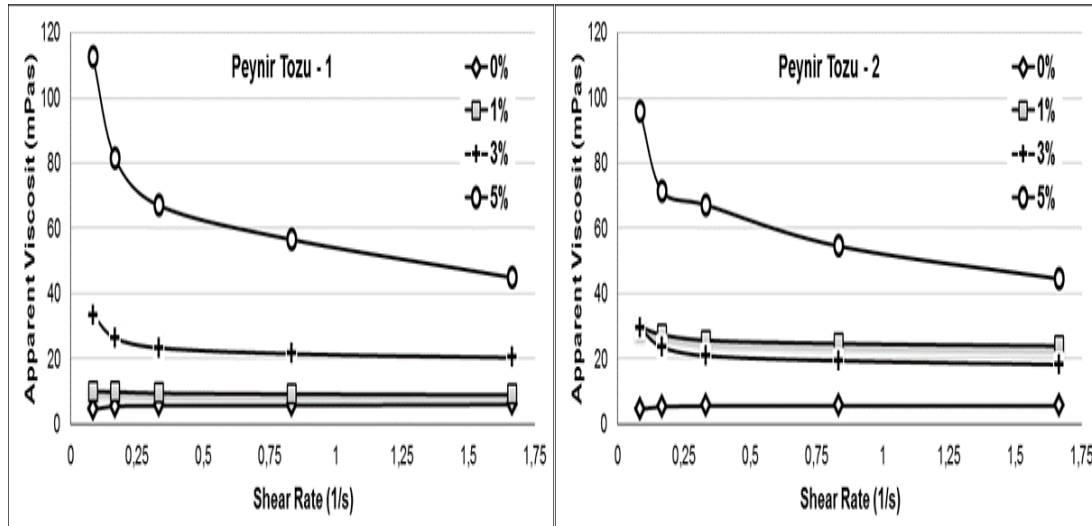 Peynir Tozu - 1
0%
1%
3%
5%
Apparent Viscosit (mPas)
120
100
80
60
40
20
0
0 0,25 0,5 0,75 1 1,25 1,5 1,75
Shear Rate (1/s)
Peynir Tozu - 2
0%
1%
3%
5%
Apparent Viscosit (mPas)
120
100
80
60
40
20
0
0 0,25 0,5 0,75 1 1,25 1,5 1,75
Shear Rate (1/s)